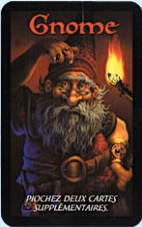 Gnome
PIOCHEZ DEUX CARTES
SUPPLÉMENTAIRES.